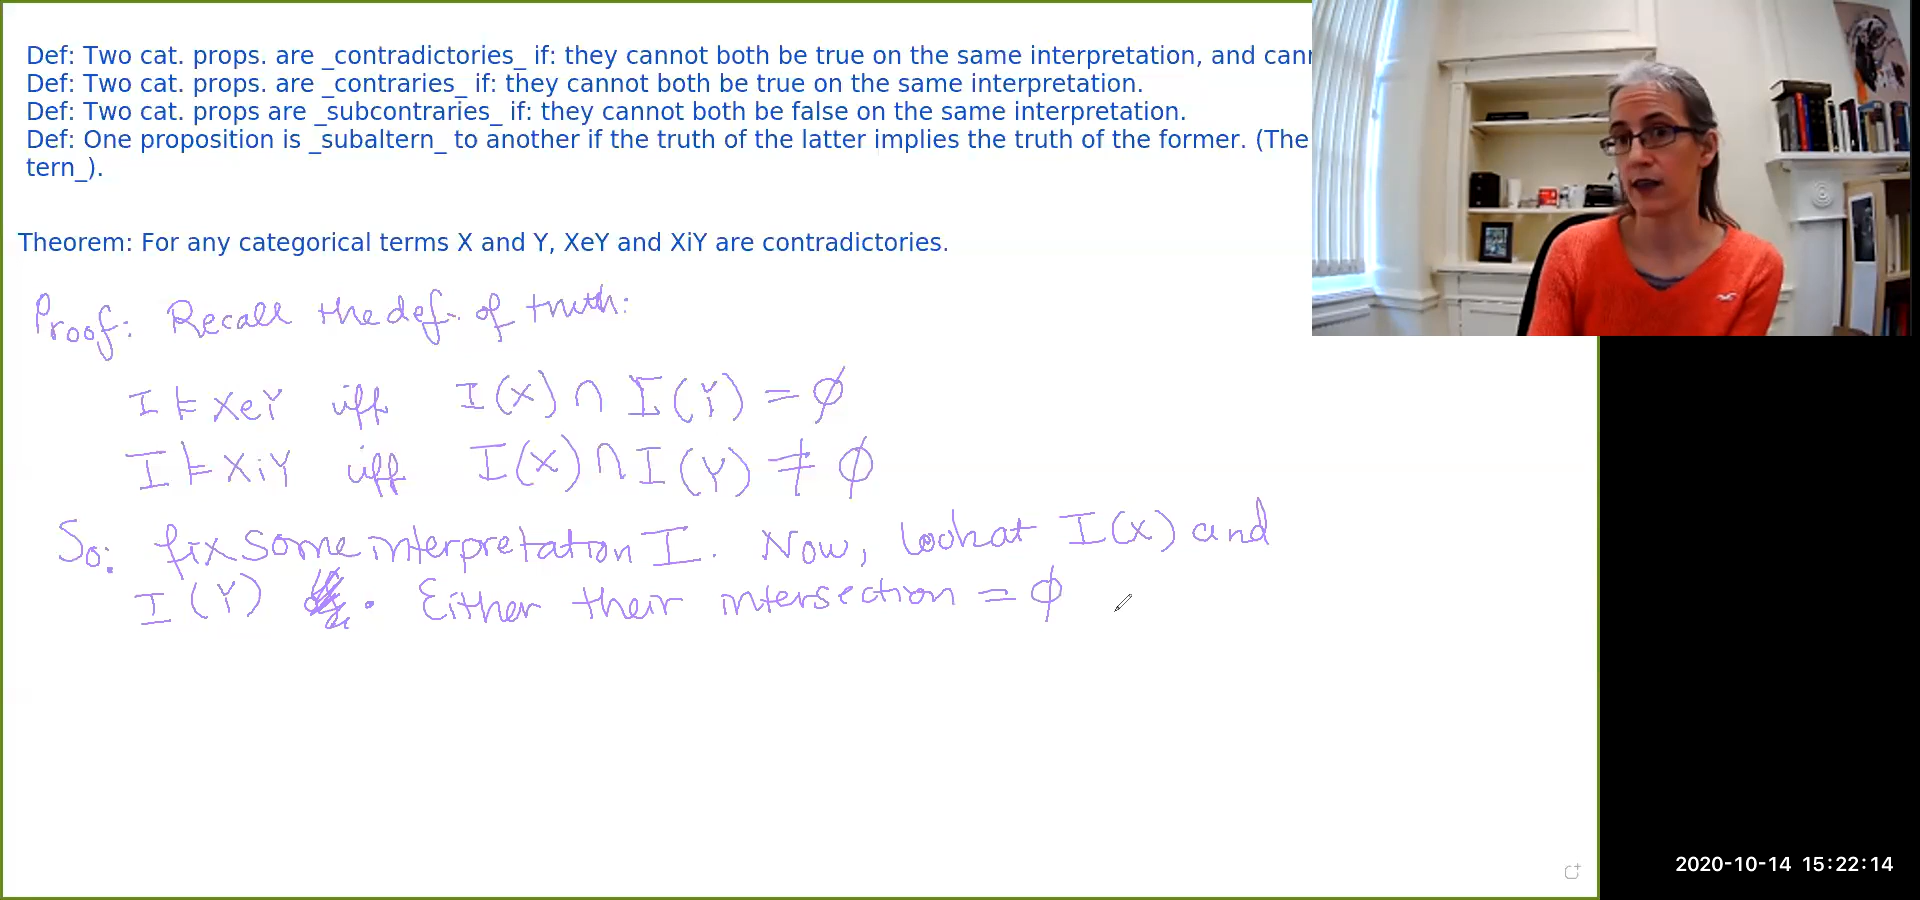 Def: Two cat. props. are _contradictories_ if: they cannot both be true on the same interpretation, and cann
Def: Two cat. props. are _contraries_ if: they cannot both be true on the same interpretation.
Def: Two cat. props are _subcontraries_ if: they cannot both be false on the same interpretation.
Def: One proposition is _subaltern_ to another if the truth of the latter implies the truth of the former. (The
tern_).
Theorem: For any categorical terms X and Y, XeY and XiY are contradictories.
Proof: Recall the def. of truth:
I ⊨ XeY iff I(X) ∩ I(Y) = ∅
I ⊨ XiY iff I(X) ∩ I(Y) ≠ ∅
So: fix some interpretation I. Now, look at I(X) and
I(Y) . Either their intersection = ∅
2020-10-14 15:22:14